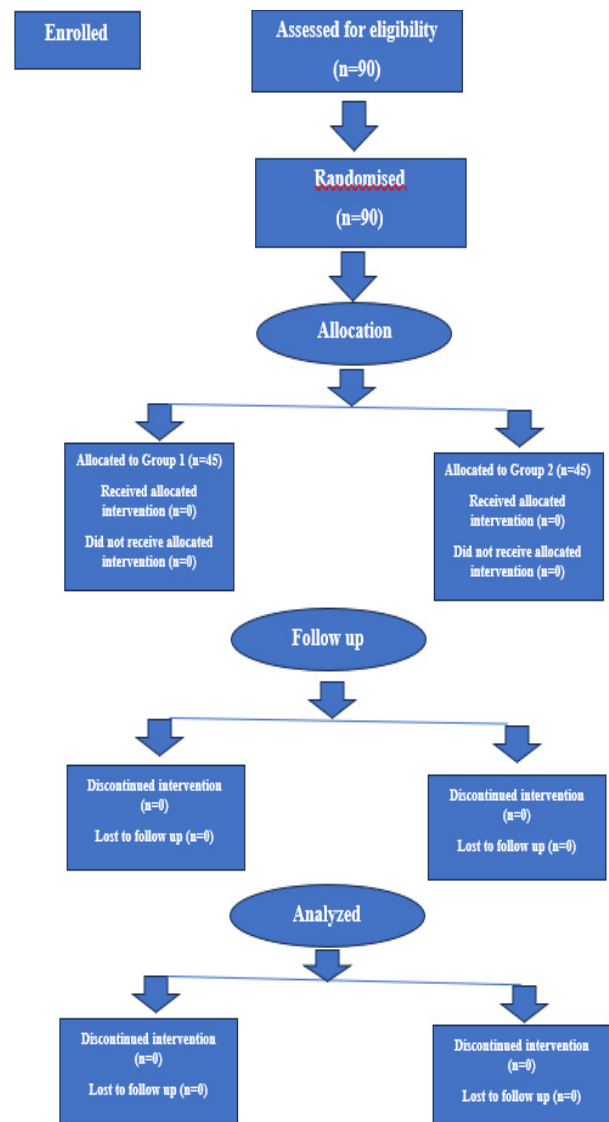 Enrolled
Assessed for eligibility
(n=90)
Randomised
(n=90)
Allocation
Allocated to Group 1 (n=45)
Received allocated
intervention (n=0)
Did not receive allocated
intervention (n=0)
Allocated to Group 2 (n=45)
Received allocated
intervention (n=0)
Did not receive allocated
intervention (n=0)
Follow up
Discontinued intervention
(n=0)
Lost to follow up (n=0)
Discontinued intervention
(n=0)
Lost to follow up (n=0)
Analyzed
Discontinued intervention
(n=0)
Lost to follow up (n=0)
Discontinued intervention
(n=0)
Lost to follow up (n=0)